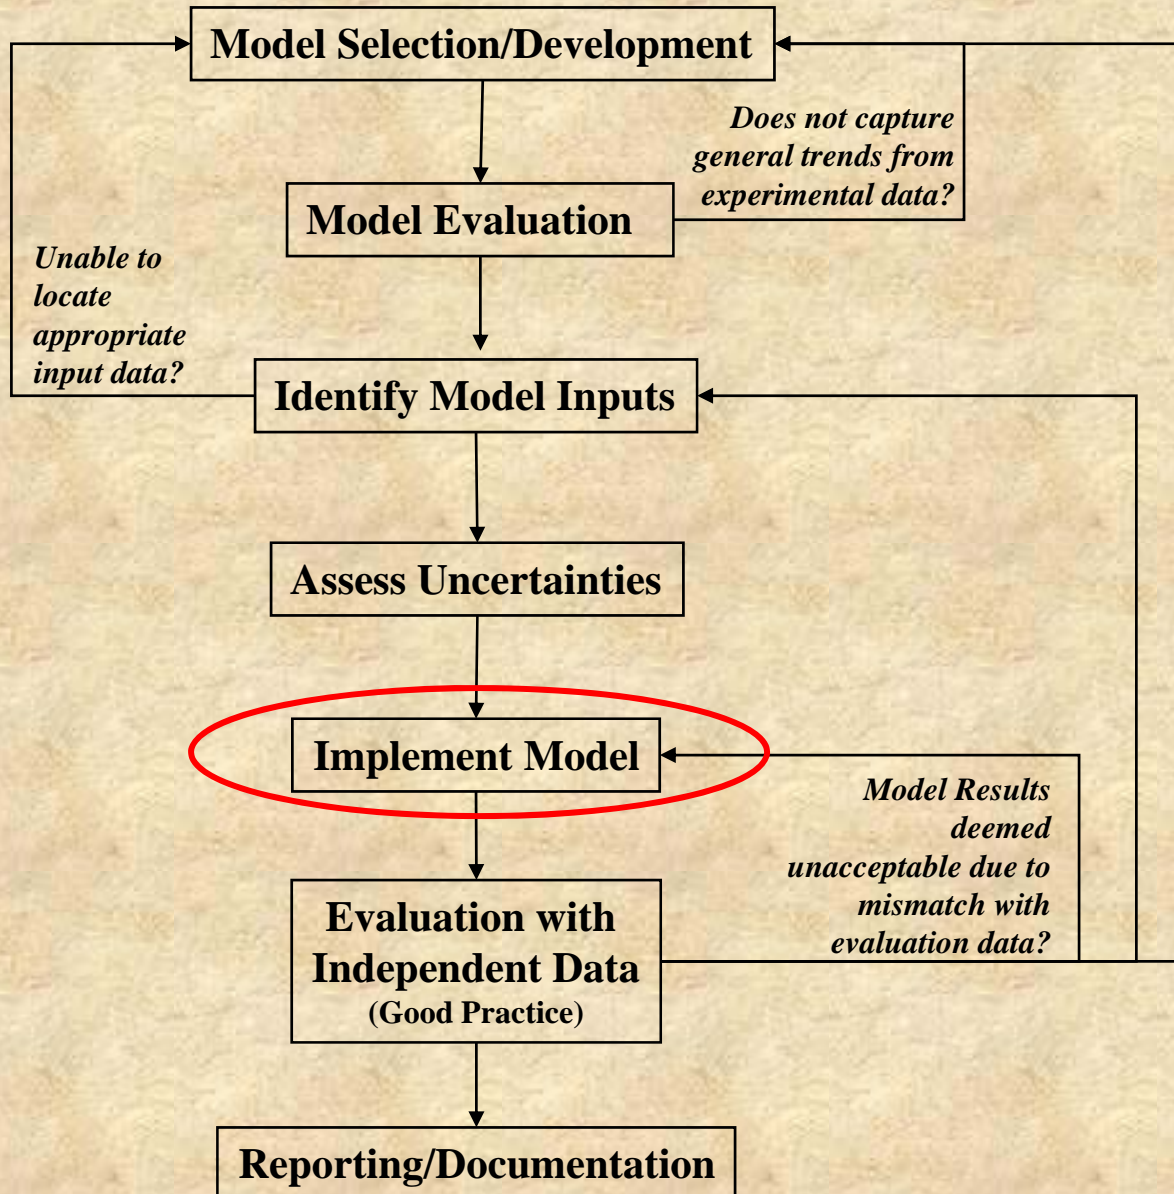 Model Selection/Development
Does not capture
general trends from
experimental data?
Model Evaluation
Unable to
locate
appropriate
input data?
Identify Model Inputs
Assess Uncertainties
Implement Model
Model Results
deemed
unacceptable due to
mismatch with
evaluation data?
Evaluation with
Independent Data
(Good Practice)
Reporting/Documentation